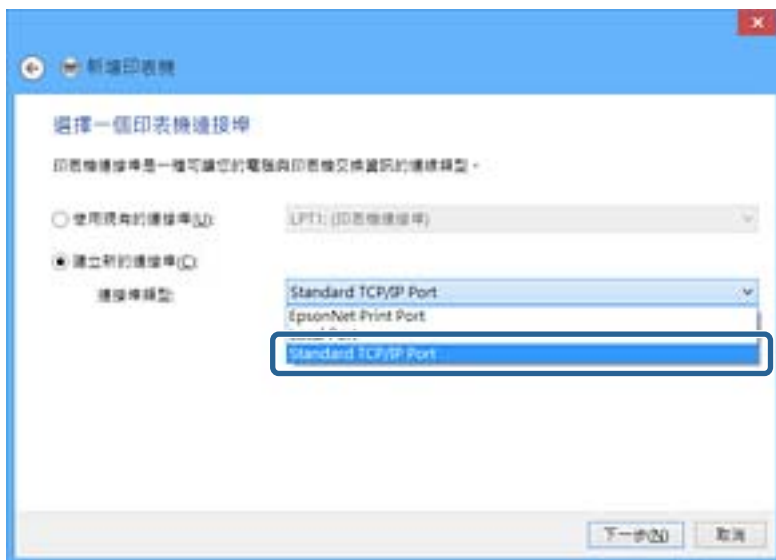 新增印表機
選擇一個印表機連接埠
印表機連接埠是一種可讓您的電腦與印表機交換資訊的連線類型。
使用現有的連接埠(U): LPT1: (印表機連接埠)
建立新的連接埠(C):
連接埠類型: Standard TCP/IP Port
EpsonNet Print Port
Local Port
Standard TCP/IP Port
下一步(N) 取消